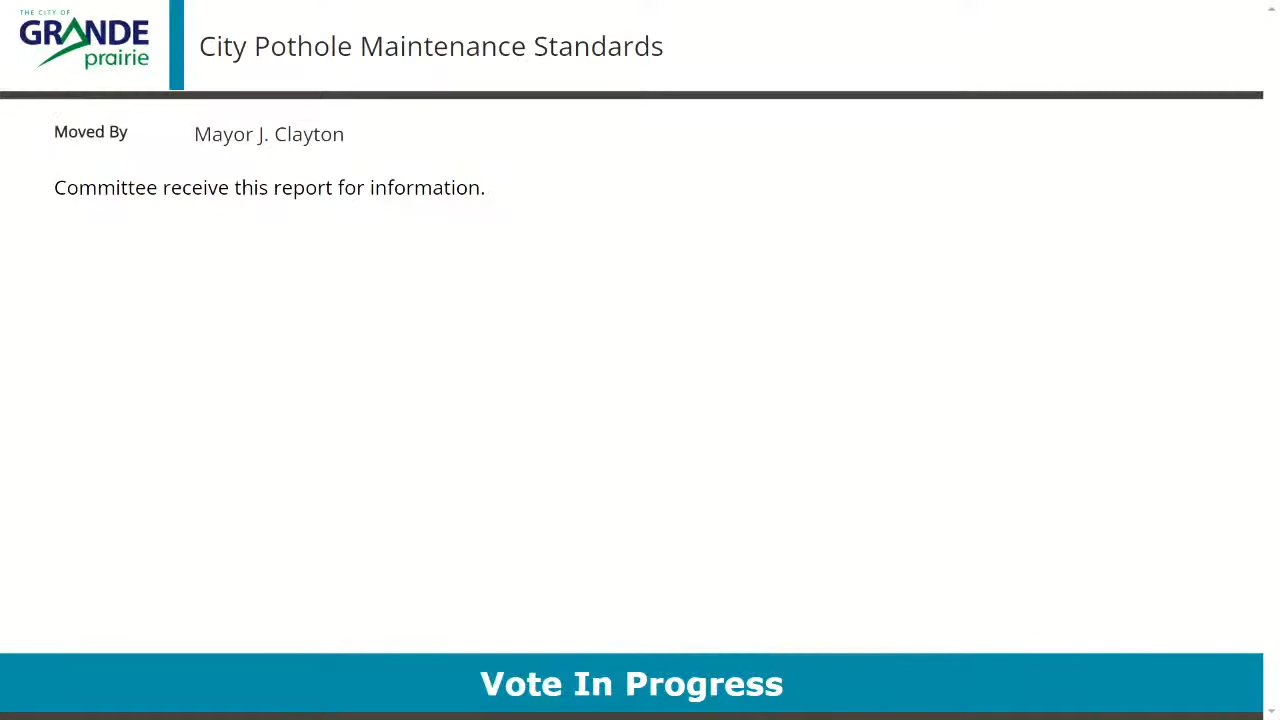 THE CITY OF
GRANDE
prairie
City Pothole Maintenance Standards
Moved By
Mayor J. Clayton
Committee receive this report for information.
Vote In Progress